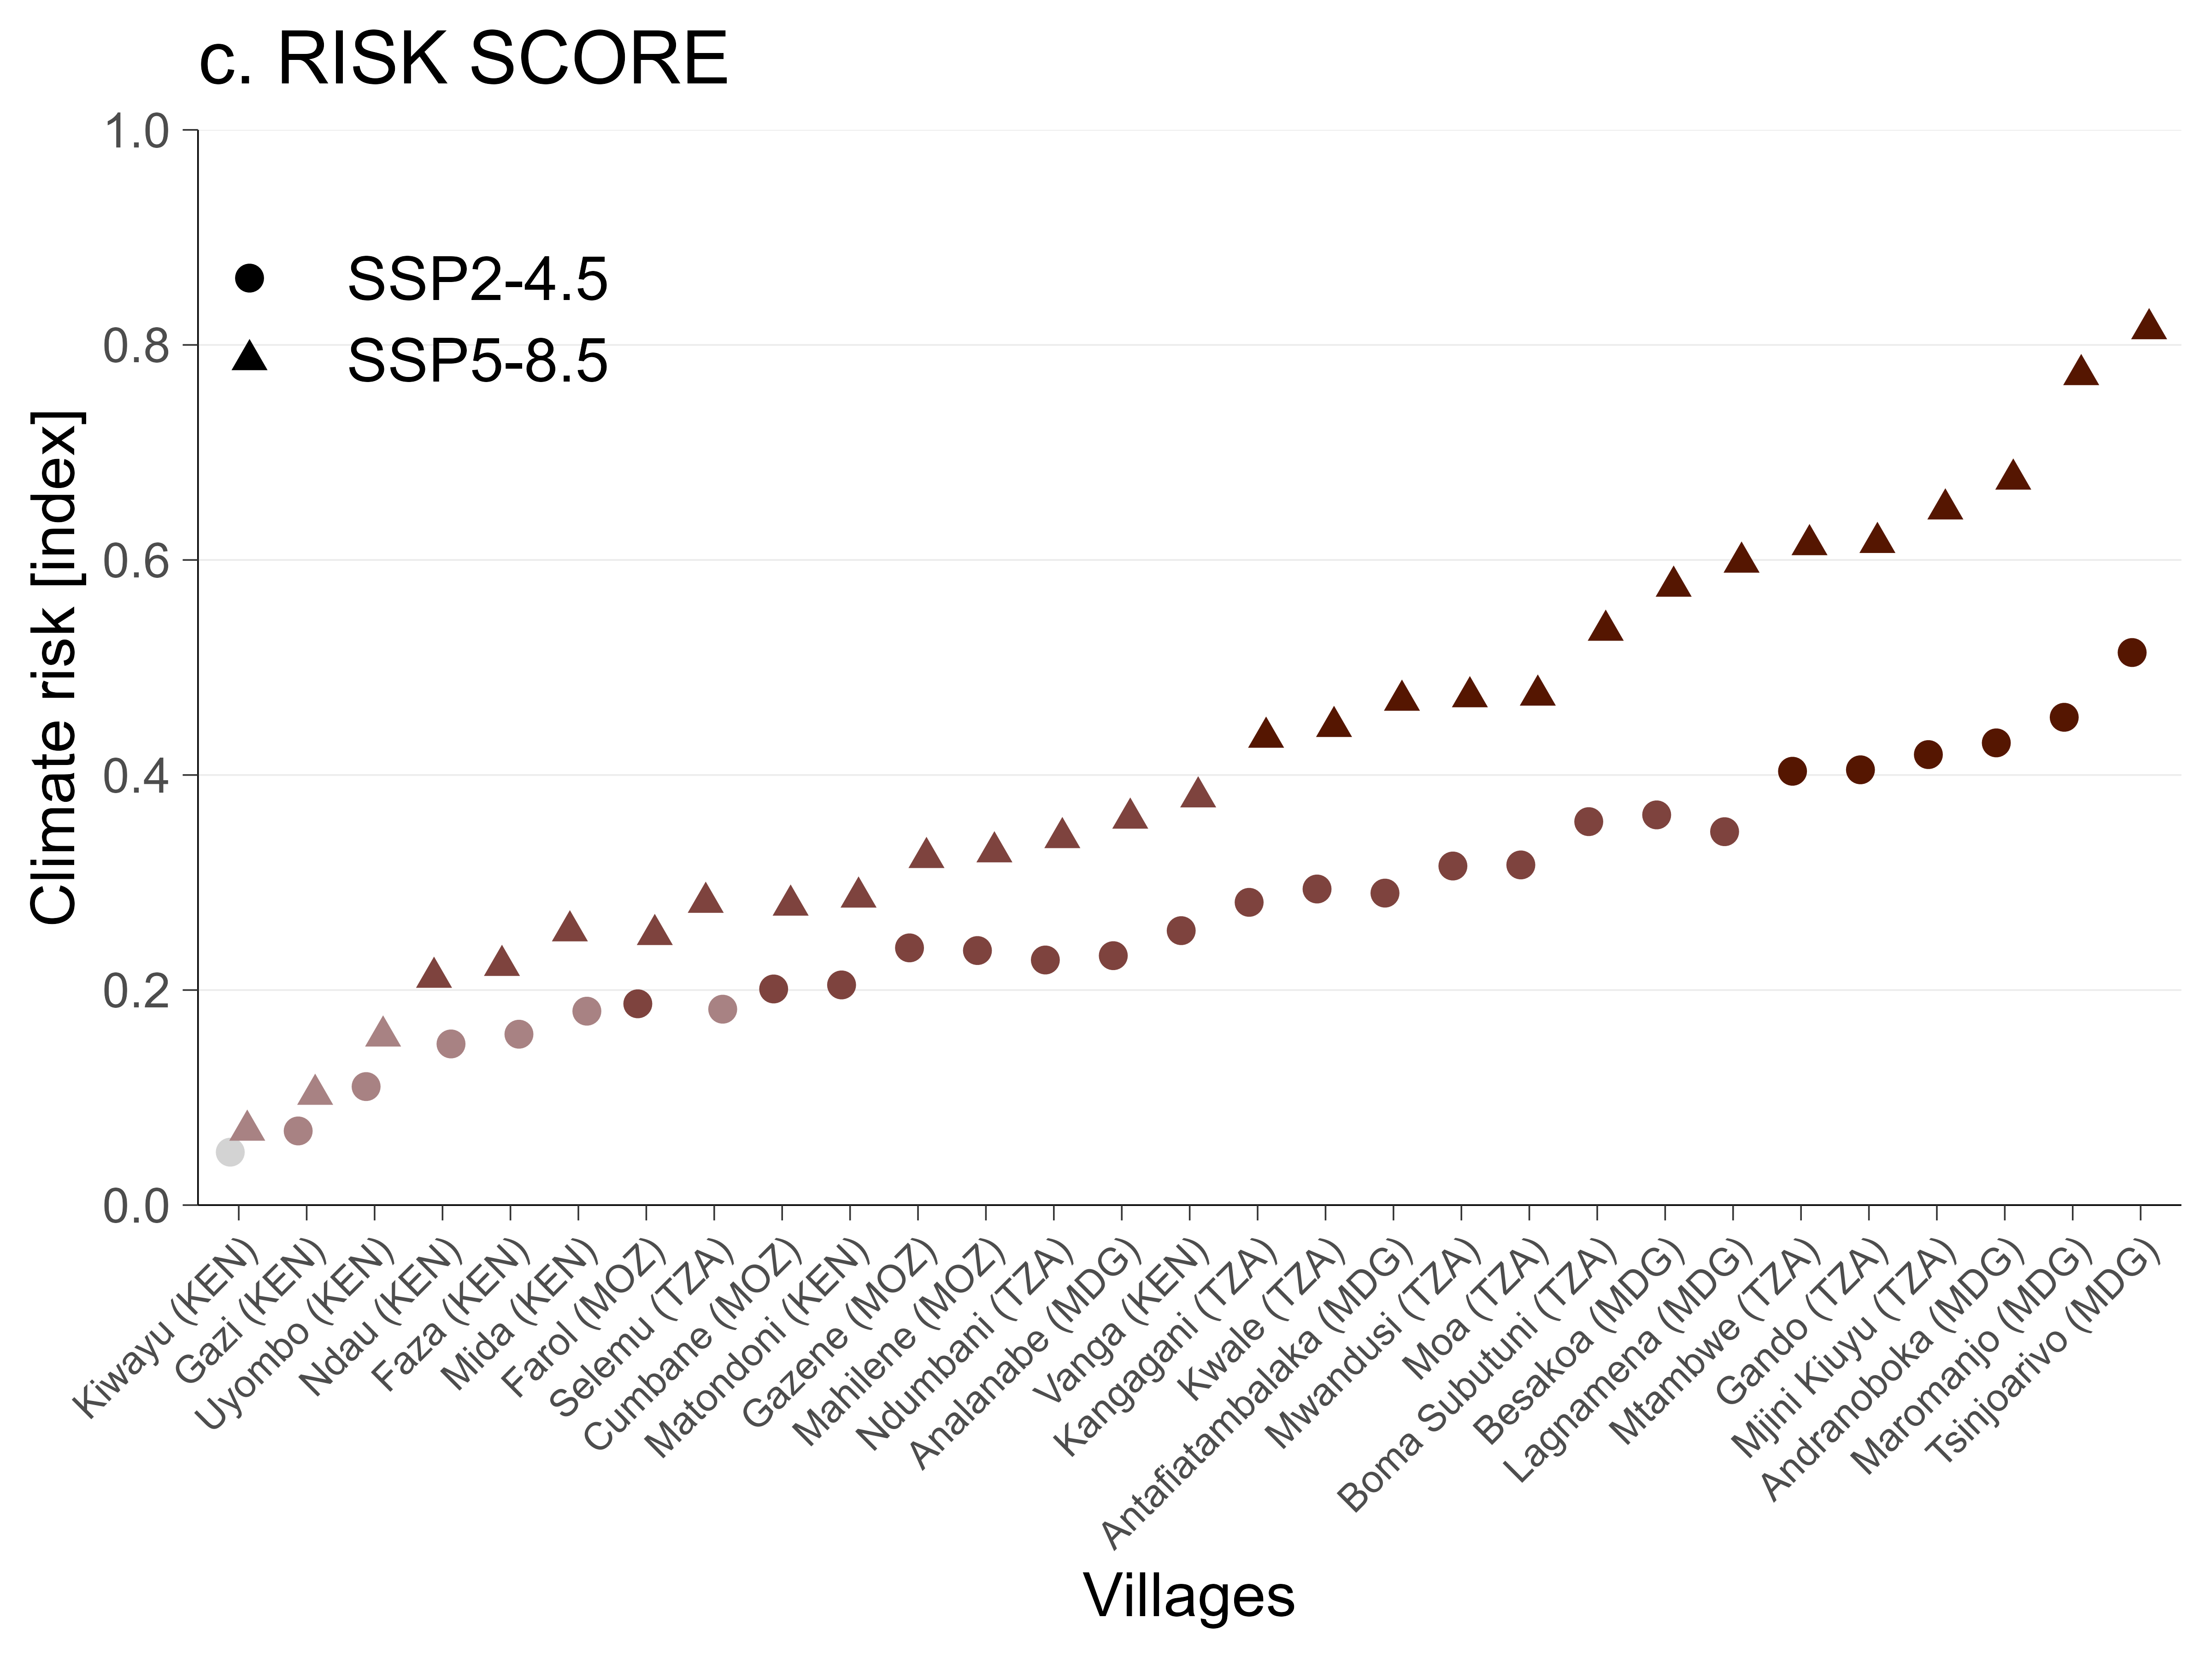 c. RISK SCORE
1.0
0.8
0.6
0.4
0.2
0.0
Climate risk [index]
SSP2-4.5
SSP5-8.5
Kiwayu (KEN)
Gazi (KEN)
Uyombo (KEN)
Ndau (KEN)
Faza (KEN)
Mida (KEN)
Farol (MOZ)
Selemu (TZA)
Cumbane (MOZ)
Matondoni (KEN)
Gazene (MOZ)
Mahilene (MOZ)
Ndumbani (TZA)
Analanabe (MDG)
Vanga (KEN)
Kangagani (TZA)
Kwale (TZA)
Antafiatambalaka (MDG)
Mwandusi (TZA)
Moa (TZA)
Boma Subutuni (TZA)
Besakoa (MDG)
Lagnamena (MDG)
Mtambwe (TZA)
Gando (TZA)
Mjini Kiuyu (TZA)
Andranoboka (MDG)
Maromanjo (MDG)
Tsinjoarivo (MDG)
Villages